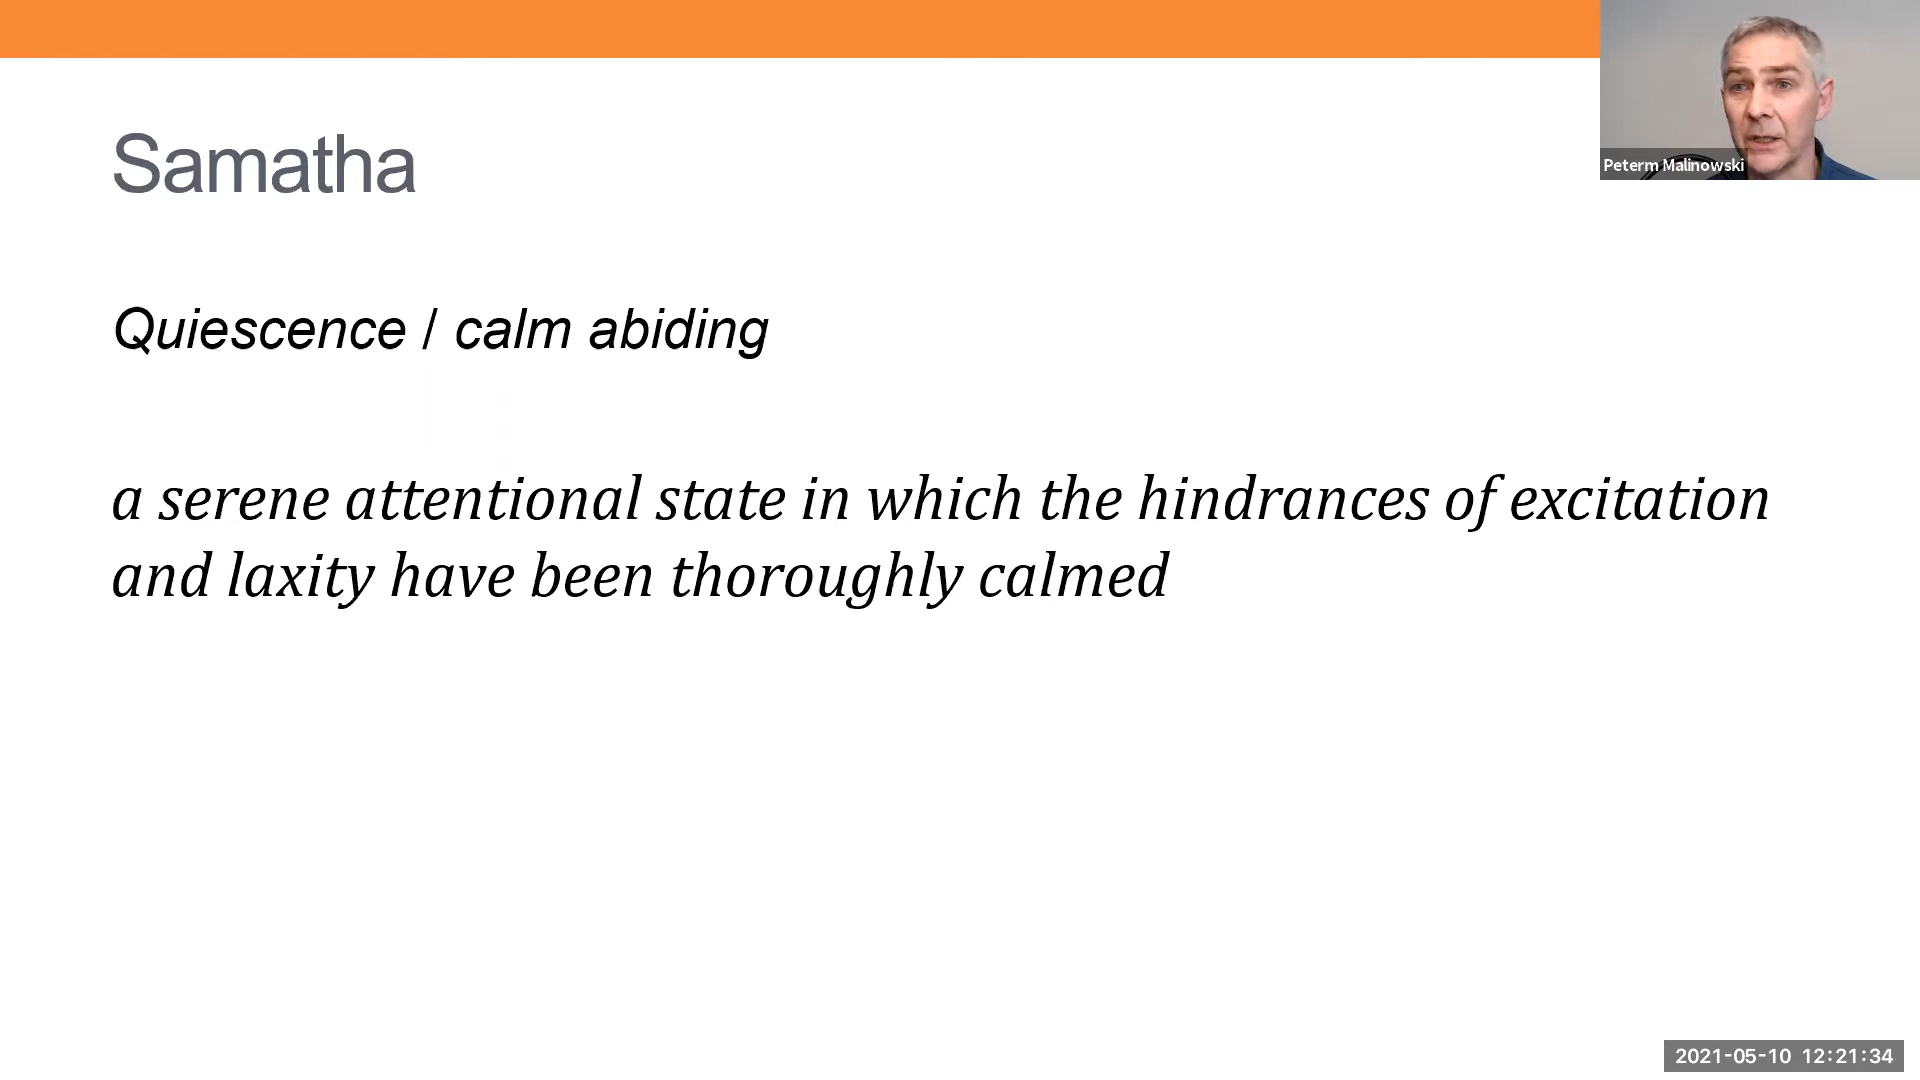 Samatha
Peterm Malinowski
Quiescence / calm abiding
a serene attentional state in which the hindrances of excitation
and laxity have been thoroughly calmed
2021-05-10 12:21:34